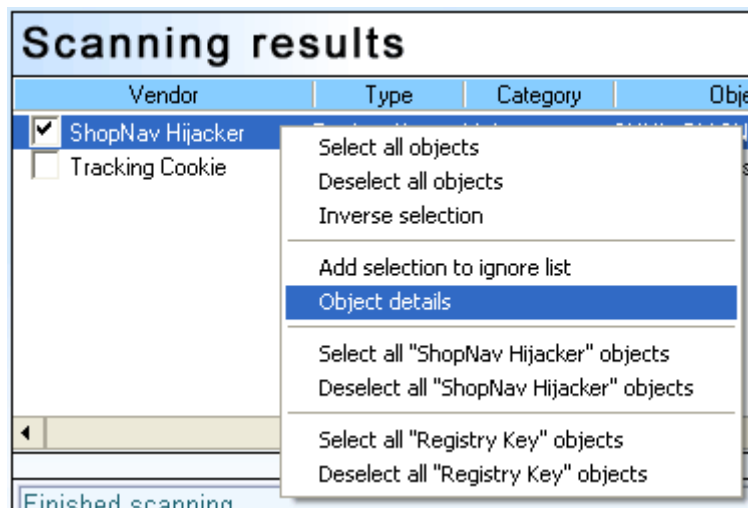 Scanning results
Vendor Type Category
ShopNav Hijacker
Tracking Cookie
Select all objects
Deselect all objects
Inverse selection
Add selection to ignore list
Object details
Select all "ShopNav Hijacker" objects
Deselect all "ShopNav Hijacker" objects
Select all "Registry Key" objects
Deselect all "Registry Key" objects
Finished scanning